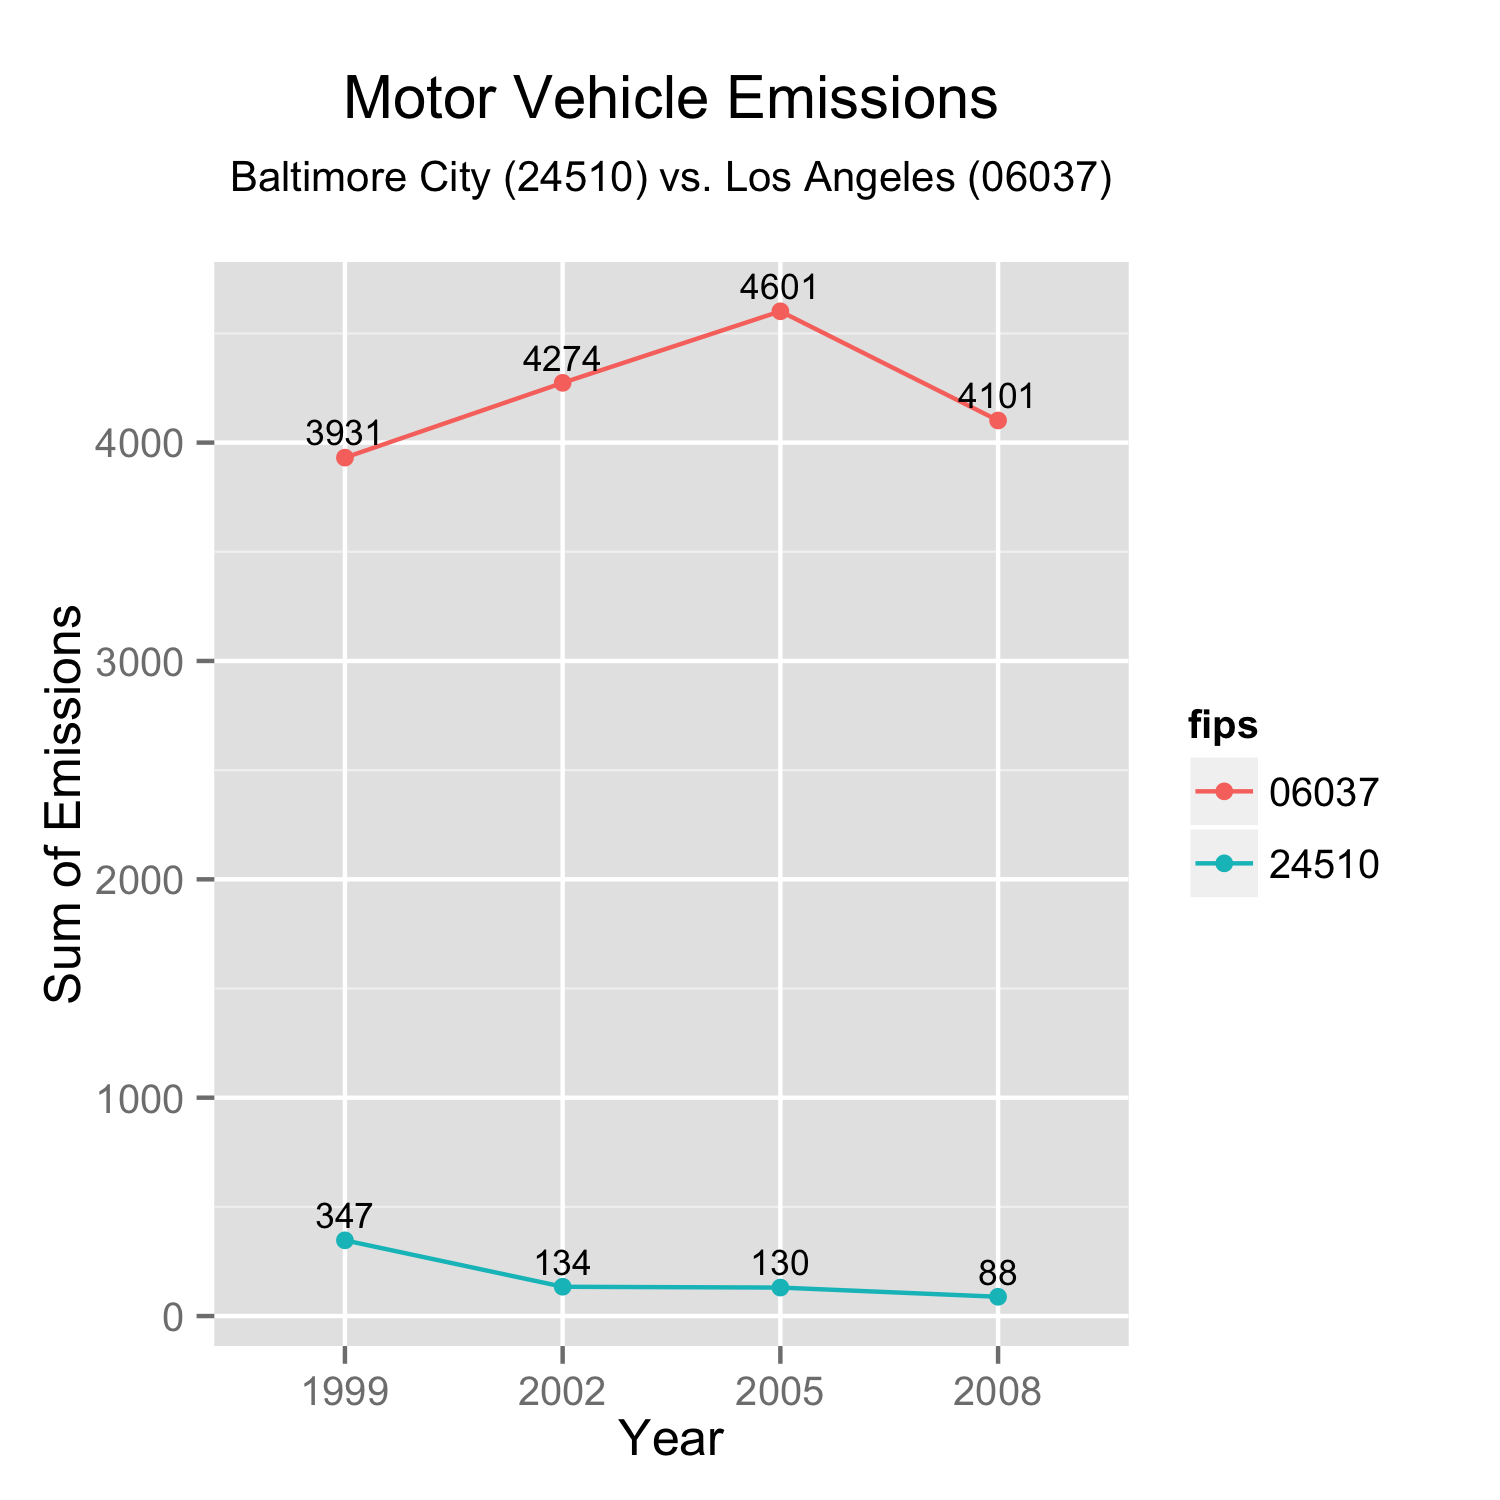 Motor Vehicle Emissions
Baltimore City (24510) vs. Los Angeles (06037)
4601
4274
4101
3931
4000
3000
2000
1000
0
Sum of Emissions
347
134
130
88
1999 2002 2005 2008
Year
fips
06037
24510